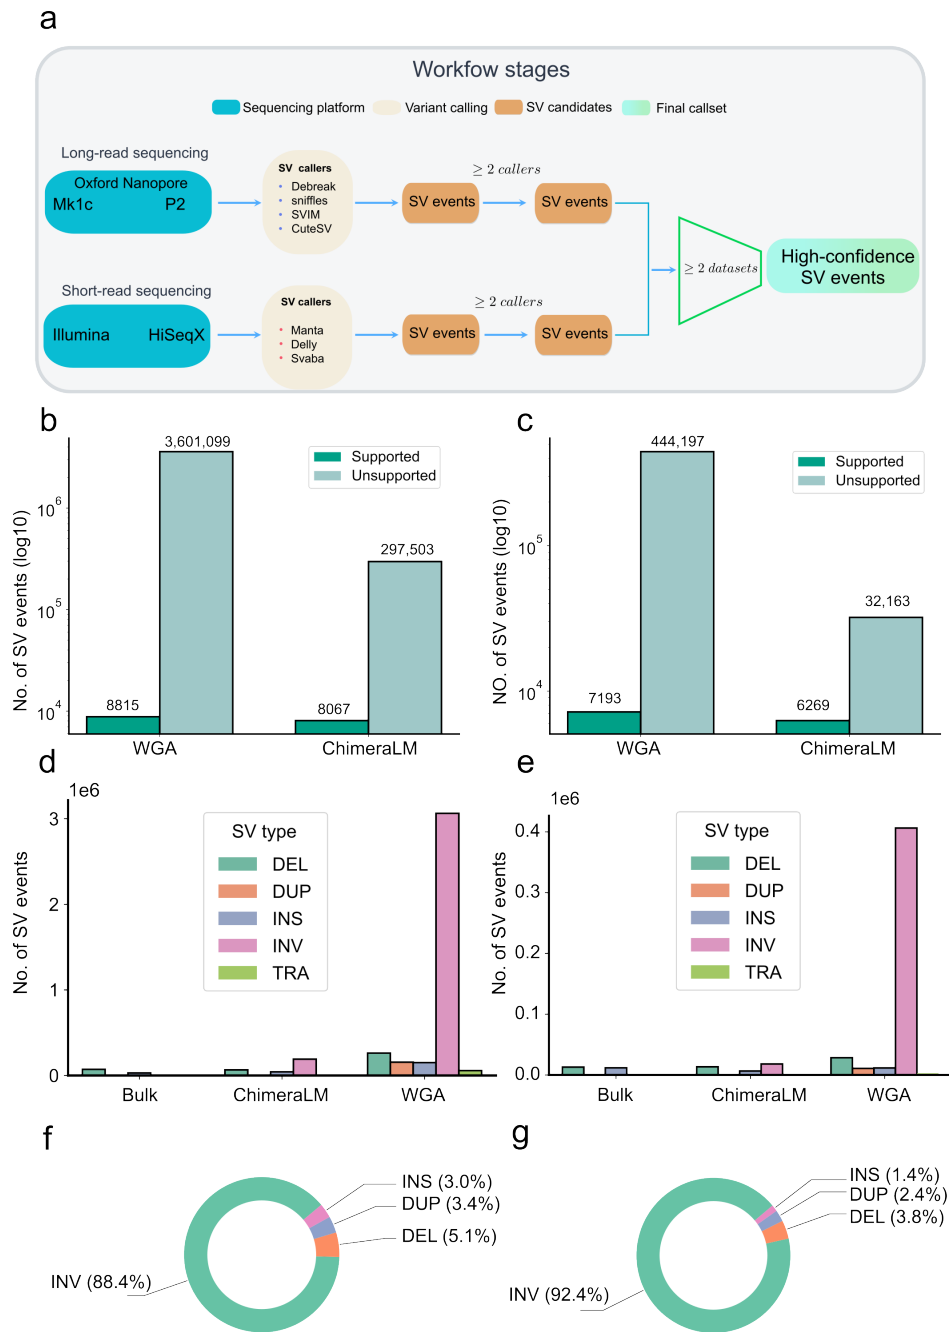 a
Workfow stages
Sequencing platform
Variant calling
SV candidates
Final callset
Long-read sequencing
Oxford Nanopore
Mk1c P2
SV callers
• Debreak
• sniffles
• SVIM
• CuteSV
SV events
≥ 2 callers
SV events
Short-read sequencing
Illumina HiSeqX
SV callers
• Manta
• Delly
• Svaba
SV events
≥ 2 callers
SV events
≥ 2 datasets
High-confidence
SV events
b
No. of SV events (log10)
10^6
10^5
10^4
3,601,099
297,503
8815
8067
Supported
Unsupported
WGA
ChimeraLM
c
NO. of SV events (log10)
10^5
10^4
444,197
32,163
7193
6269
Supported
Unsupported
WGA
ChimeraLM
d
1e6
No. of SV events
3
2
1
0
SV type
DEL
DUP
INS
INV
TRA
Bulk
ChimeraLM
WGA
e
1e6
No. of SV events
0.4
0.3
0.2
0.1
0.0
SV type
DEL
DUP
INS
INV
TRA
Bulk
ChimeraLM
WGA
f
INS (3.0%)
DUP (3.4%)
DEL (5.1%)
INV (88.4%)
g
INS (1.4%)
DUP (2.4%)
DEL (3.8%)
INV (92.4%)